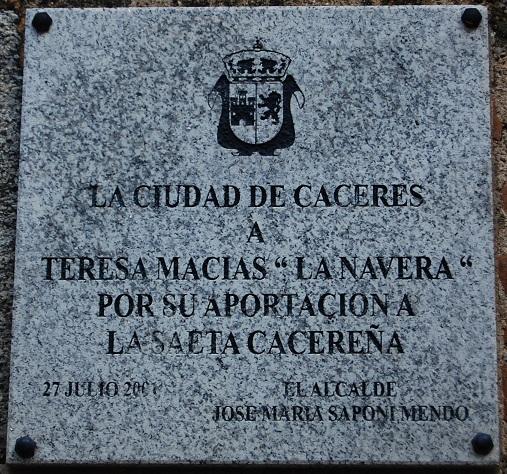 LA CIUDAD DE CACERES
A
TERESA MACIAS “ LA NAVERA “
POR SU APORTACION A
LA SAETA CACEREÑA
27 JULIO
EL ALCALDE
JOSE MARIA SAPONI MENDO